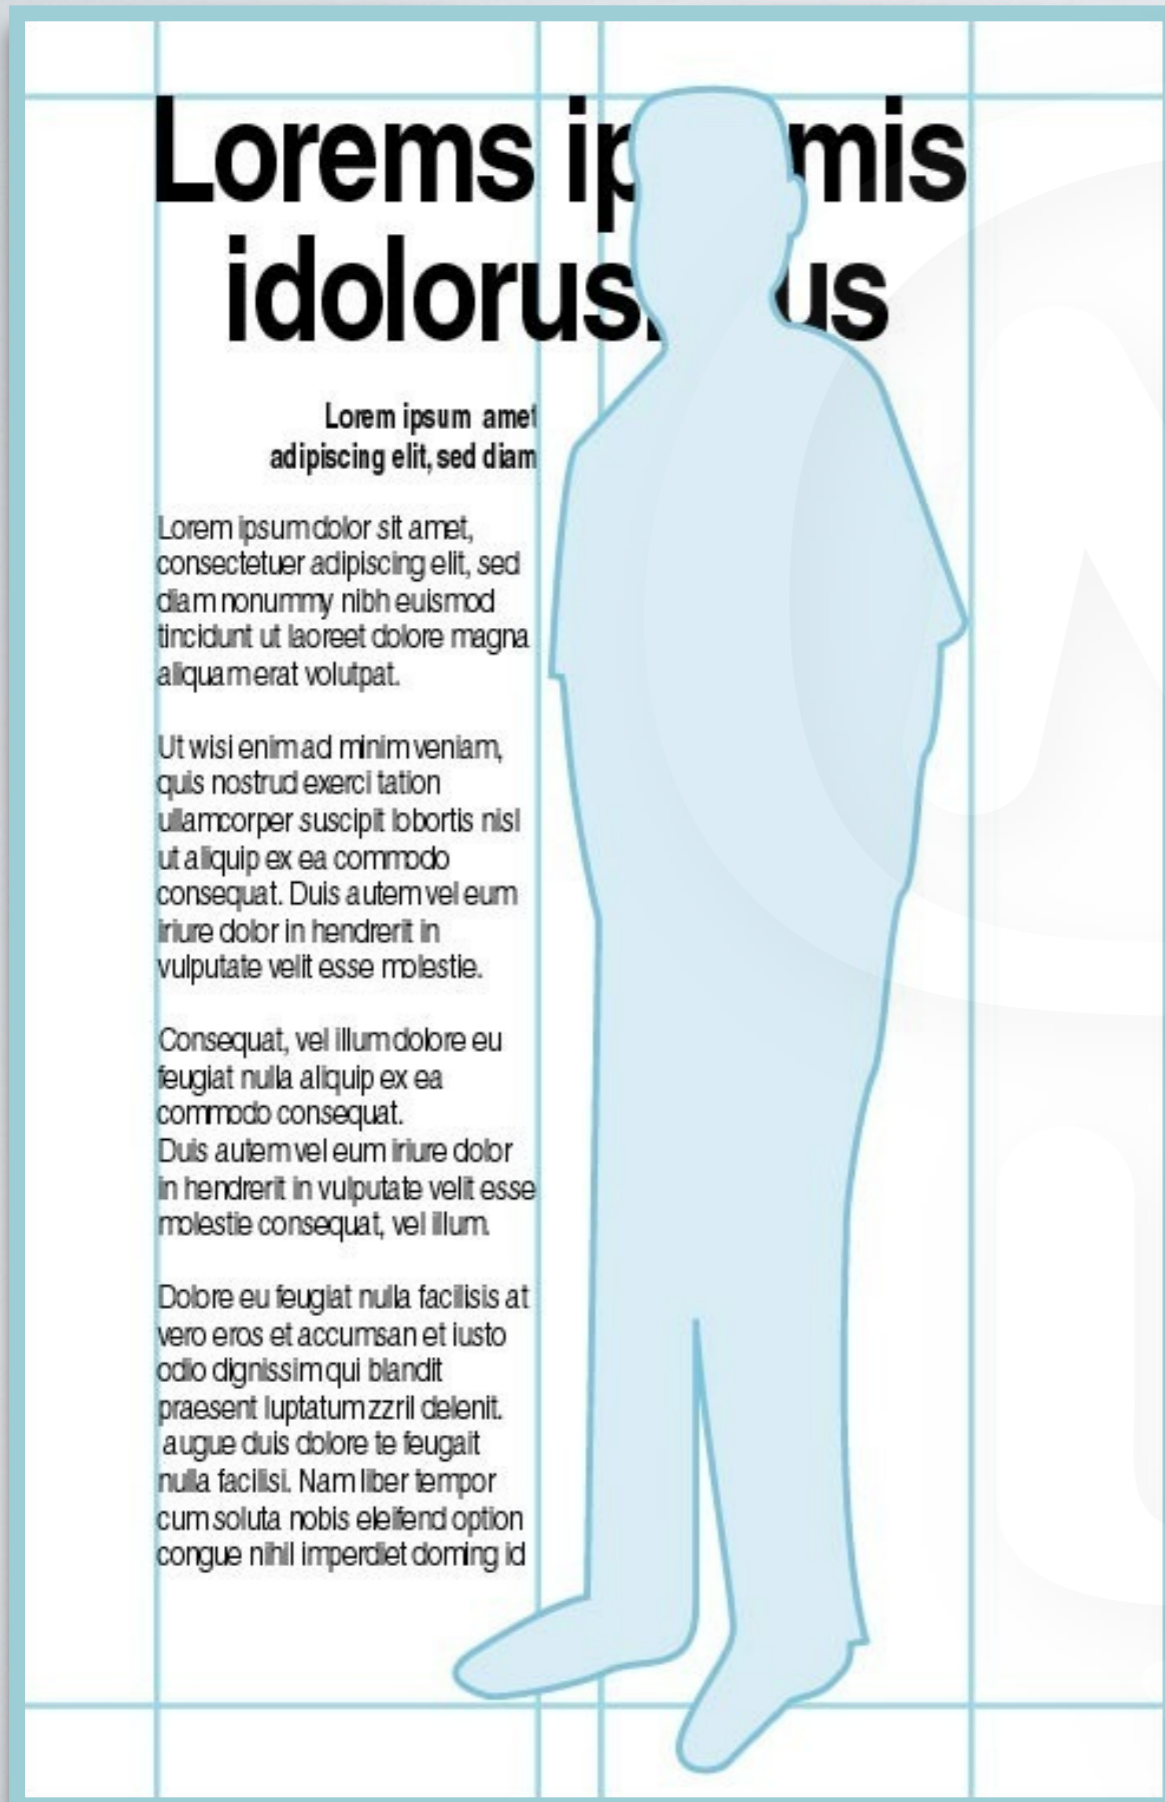 Lorems ip mis
idolorus us
Lorem ipsum amet
adipiscing elit, sed diam
Lorem ipsum dolor sit amet,
consectetuer adipiscing elit, sed
diam nonummy nibh euismod
tincidunt ut laoreet dolore magna
aliquam erat volutpat.
Ut wisi enim ad minim veniam,
quis nostrud exerci tation
ullamcorper suscipit lobortis nisl
ut aliquip ex ea commodo
consequat. Duis autem vel eum
iriure dolor in hendrerit in
vulputate velit esse molestie.
Consequat, vel illum dolore eu
feugiat nulla aliquip ex ea
commodo consequat.
Duis autem vel eum iriure dolor
in hendrerit in vulputate velit esse
molestie consequat, vel illum.
Dolore eu feugiat nulla facilisis at
vero eros et accumsan et iusto
odio dignissim qui blandit
praesent luptatum zzril delenit.
augue duis dolore te feugait
nulla facilisi. Nam liber tempor
cum soluta nobis eleifend option
congue nihil imperdiet doming id